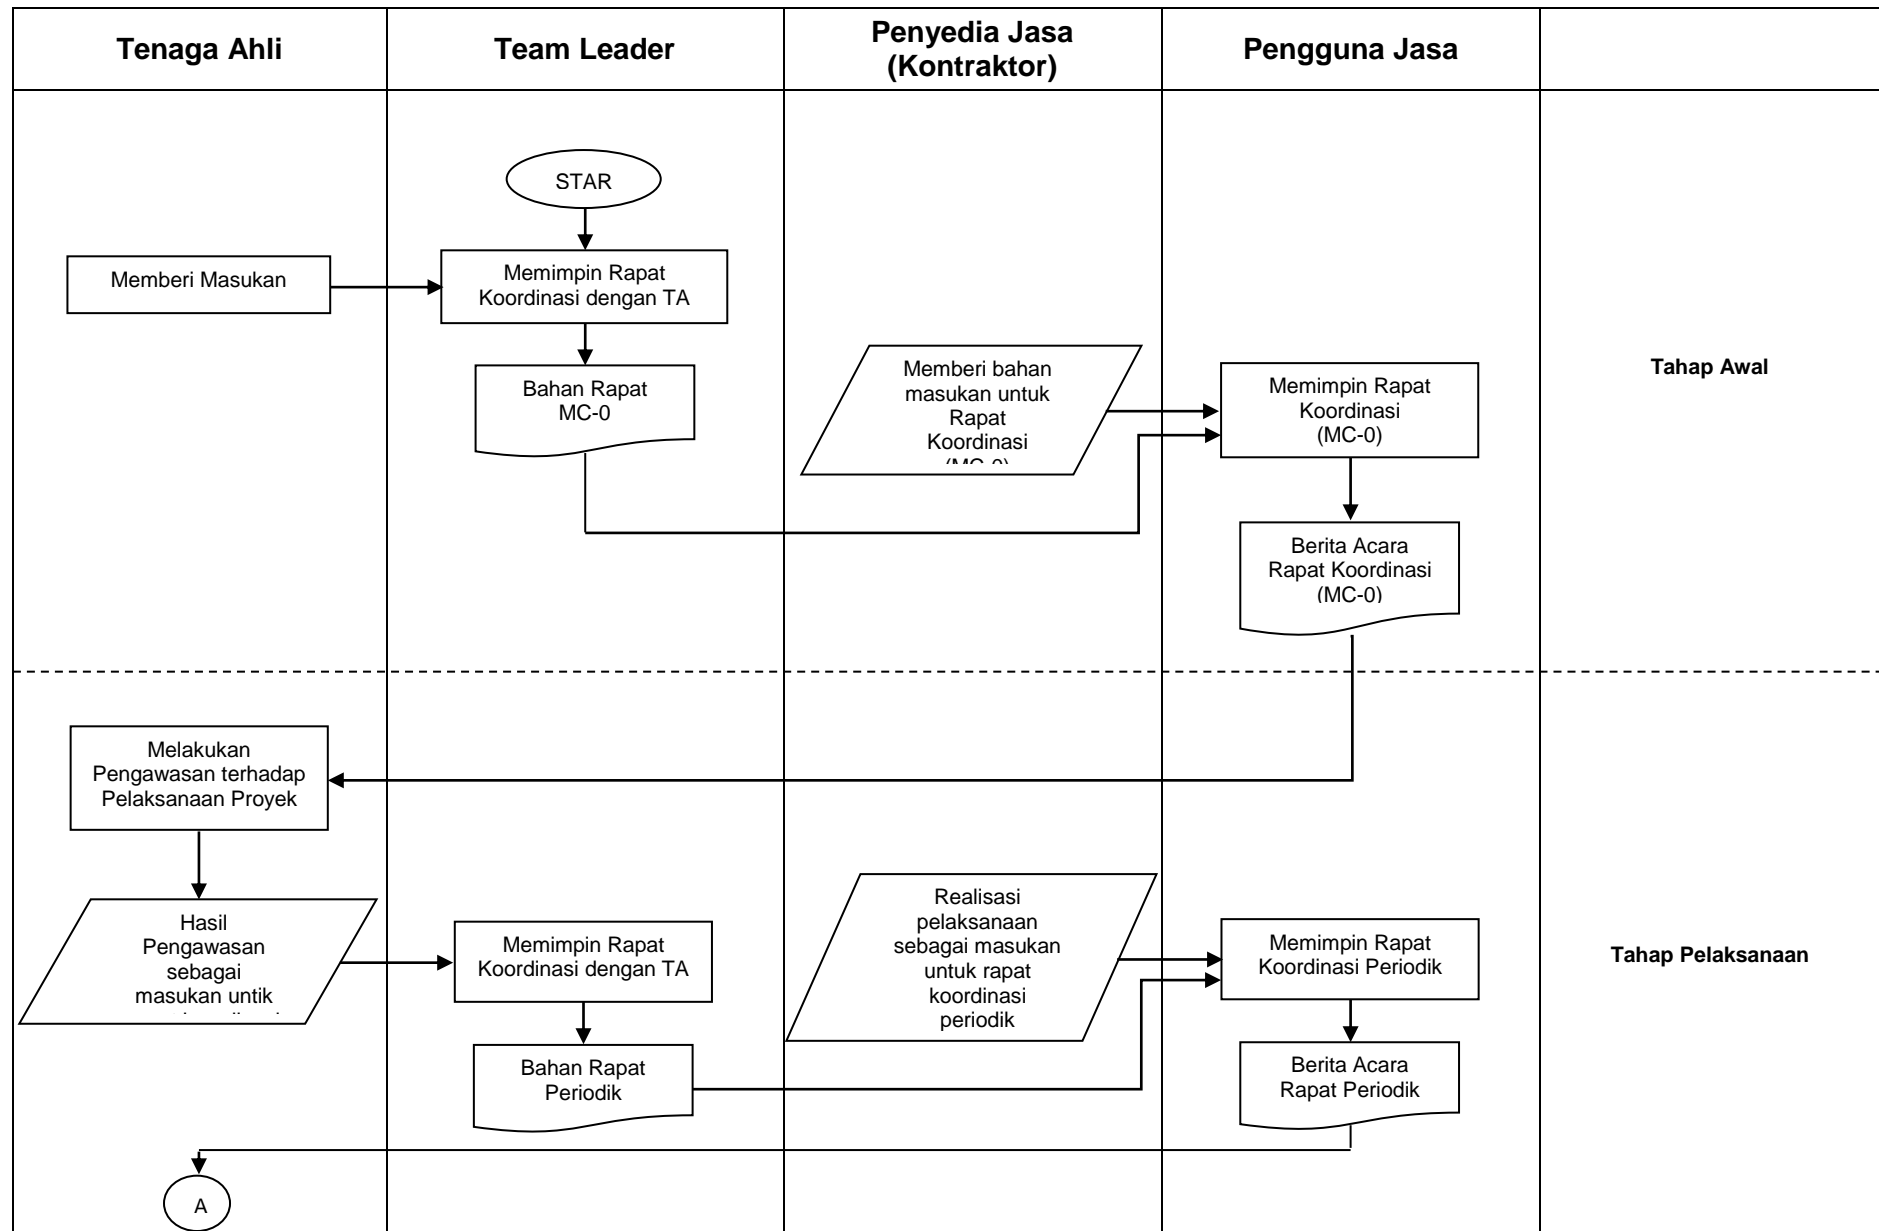 Tenaga Ahli
Team Leader
Penyedia Jasa
(Kontraktor)
Pengguna Jasa
STAR
Memberi Masukan
Memimpin Rapat
Koordinasi dengan TA
Bahan Rapat
MC-0
Memberi bahan
masukan untuk
Rapat
Koordinasi
(MC-0)
Memimpin Rapat
Koordinasi
(MC-0)
Berita Acara
Rapat Koordinasi
(MC-0)
Tahap Awal
Melakukan
Pengawasan terhadap
Pelaksanaan Proyek
Hasil
Pengawasan
sebagai
masukan untik
Memimpin Rapat
Koordinasi dengan TA
Bahan Rapat
Periodik
Realisasi
pelaksanaan
sebagai masukan
untuk rapat
koordinasi
periodik
Memimpin Rapat
Koordinasi Periodik
Berita Acara
Rapat Periodik
Tahap Pelaksanaan
A